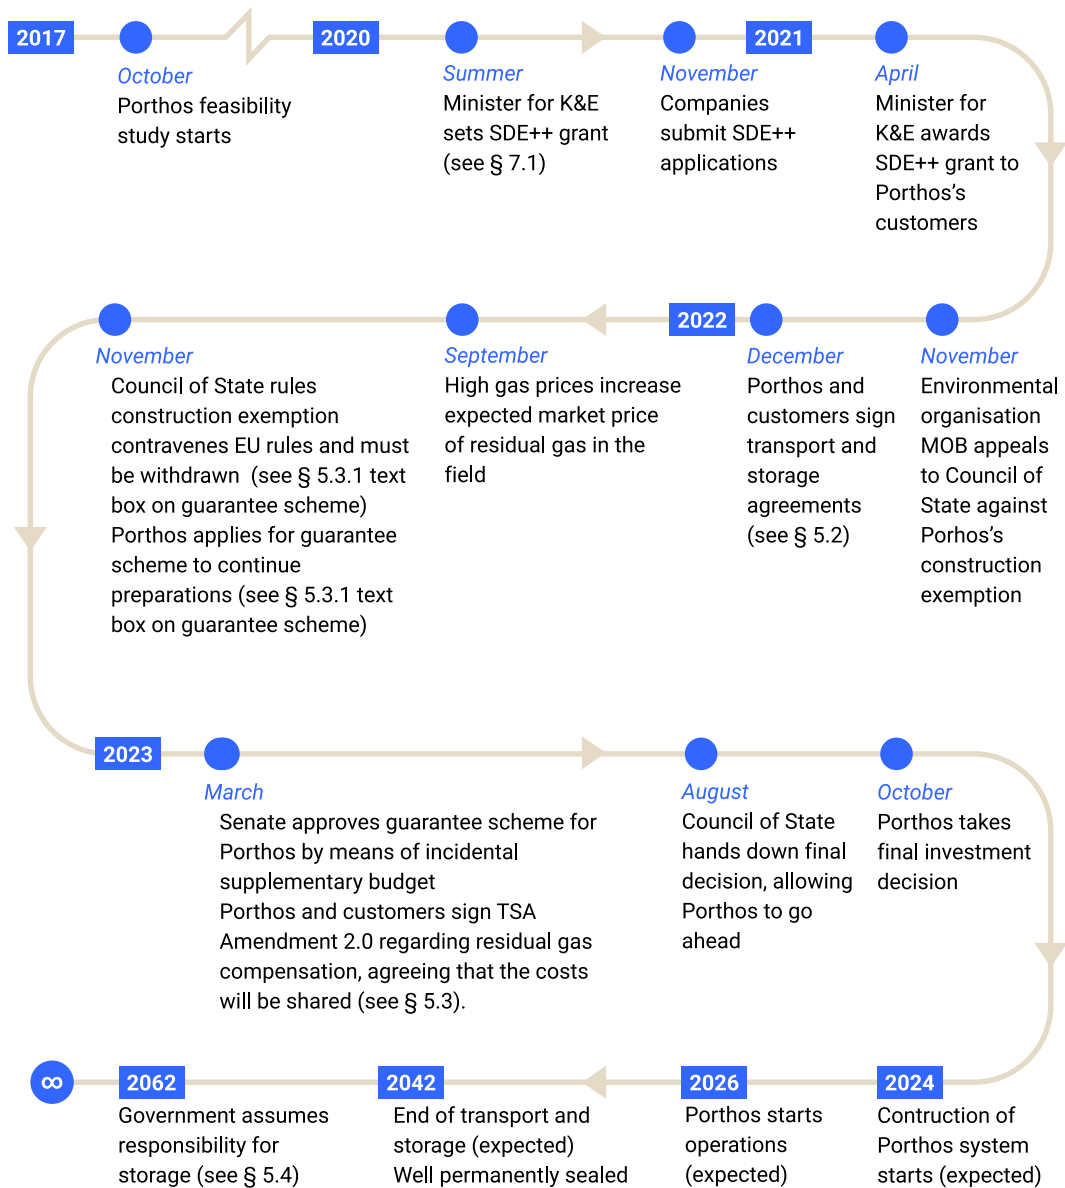 2017
October
Porthos feasibility
study starts
2020
Summer
Minister for K&E
sets SDE++ grant
(see § 7.1)
November
Companies
submit SDE++
applications
2021
April
Minister for
K&E awards
SDE++ grant to
Porthos’s
customers
November
Environmental
organisation
MOB appeals
to Council of
State against
Porhos’s
construction
exemption
December
Porthos and
customers sign
transport and
storage
agreements
(see § 5.2)
2022
September
High gas prices increase
expected market price
of residual gas in the
field
November
Council of State rules
construction exemption
contravenes EU rules and must
be withdrawn (see § 5.3.1 text
box on guarantee scheme)
Porthos applies for guarantee
scheme to continue
preparations (see § 5.3.1 text
box on guarantee scheme)
2023
March
Senate approves guarantee scheme for
Porthos by means of incidental
supplementary budget
Porthos and customers sign TSA
Amendment 2.0 regarding residual gas
compensation, agreeing that the costs
will be shared (see § 5.3).
August
Council of State
hands down final
decision, allowing
Porthos to go
ahead
October
Porthos takes
final investment
decision
2024
Contruction of
Porthos system
starts (expected)
2026
Porthos starts
operations
(expected)
2042
End of transport and
storage (expected)
Well permanently sealed
2062
Government assumes
responsibility for
storage (see § 5.4)
∞